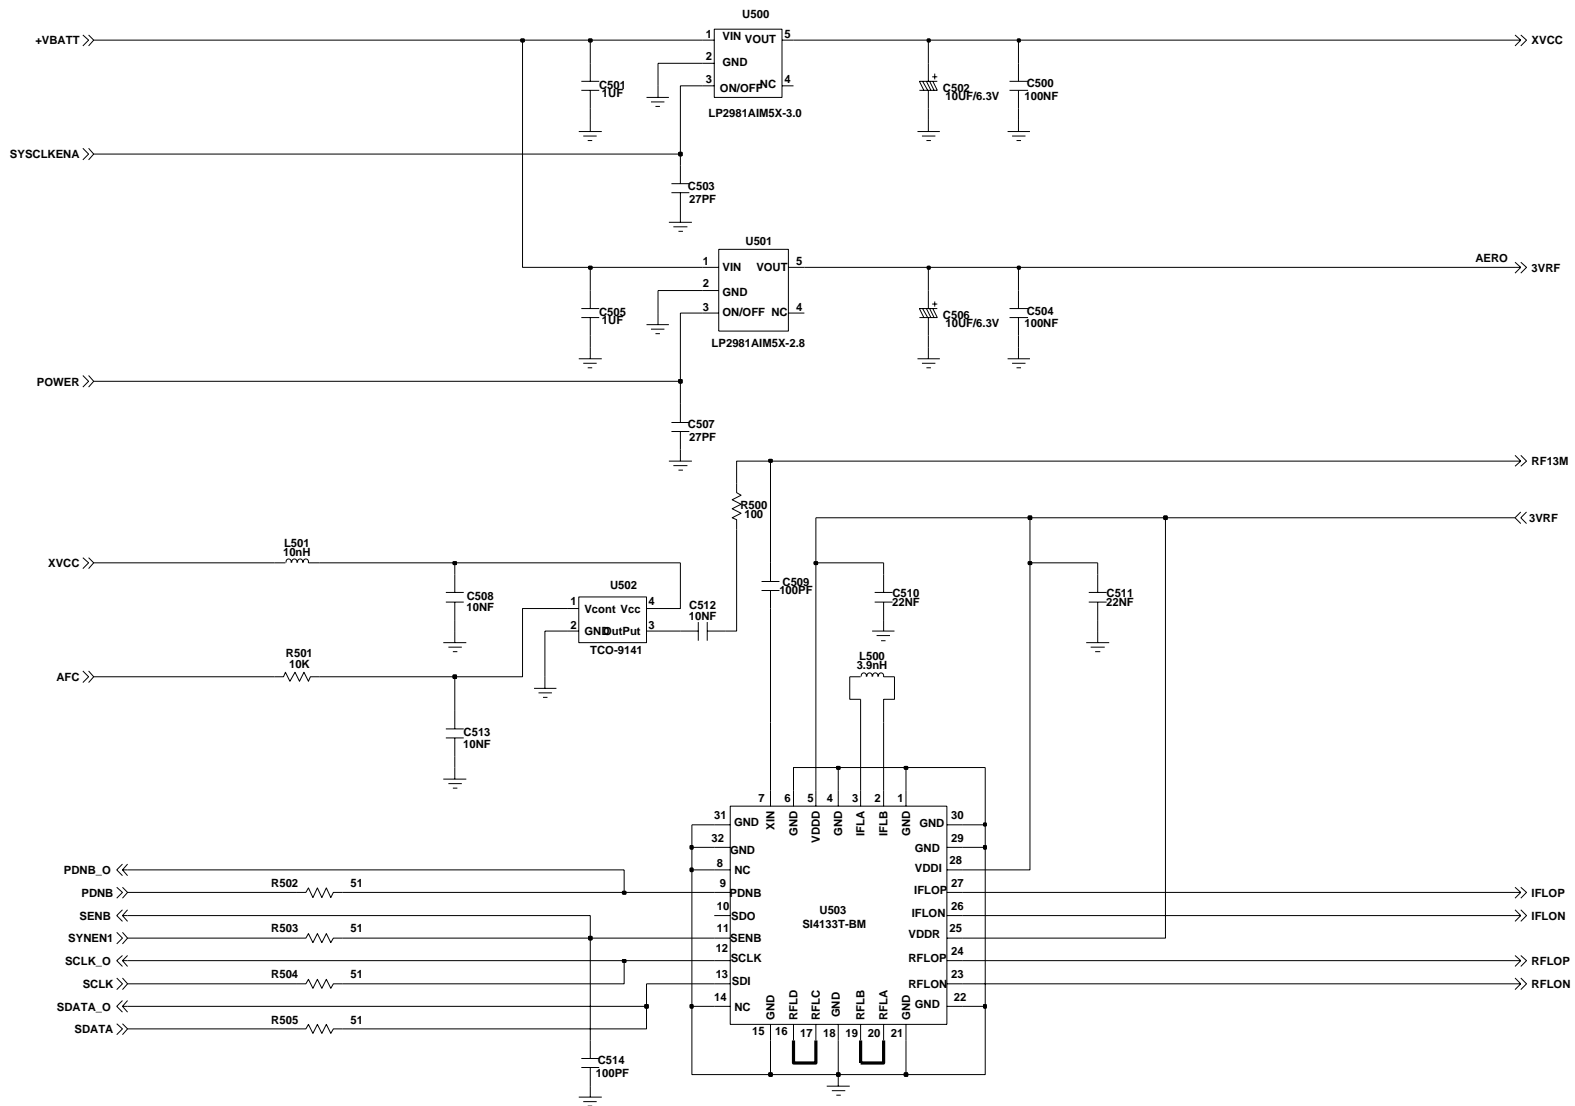 U500
+VBATT
1
VIN
VOUT
5
XVCC
2
GND
3
ON/OFF
NC
4
C501
1UF
C502
10UF/6.3V
C500
100NF
LP2981AIM5X-3.0
SYSCLKENA
C503
27PF
U501
1
VIN
VOUT
5
AERO
3VRF
2
GND
3
ON/OFF
NC
4
C505
1UF
C506
10UF/6.3V
C504
100NF
LP2981AIM5X-2.8
POWER
C507
27PF
RF13M
R500
100
3VRF
L501
10nH
XVCC
U502
C508
10NF
1
Vcont
Vcc
4
2
GND
OutPut
3
TCO-9141
C512
10NF
C509
100PF
C510
22NF
C511
22NF
R501
10K
AFC
L500
3.9nH
C513
10NF
7
6
5
4
3
2
1
XIN
GND
VDDD
GND
IFLA
IFLB
GND
31
GND
GND
30
32
GND
GND
29
8
NC
VDDI
28
PDNB_O
PDNB
R502
51
9
PDNB
IFLOP
27
IFLOP
SENB
10
SDO
IFLON
26
IFLON
U503
SI4133T-BM
SYNEN1
R503
51
11
SENB
VDDR
25
SCLK_O
12
SCLK
RFLOP
24
RFLOP
SCLK
R504
51
13
SDI
RFLON
23
RFLON
SDATA_O
14
NC
GND
22
SDATA
R505
51
GND
RFLD
RFLC
GND
RFLB
RFLA
GND
15
16
17
18
19
20
21
C514
100PF